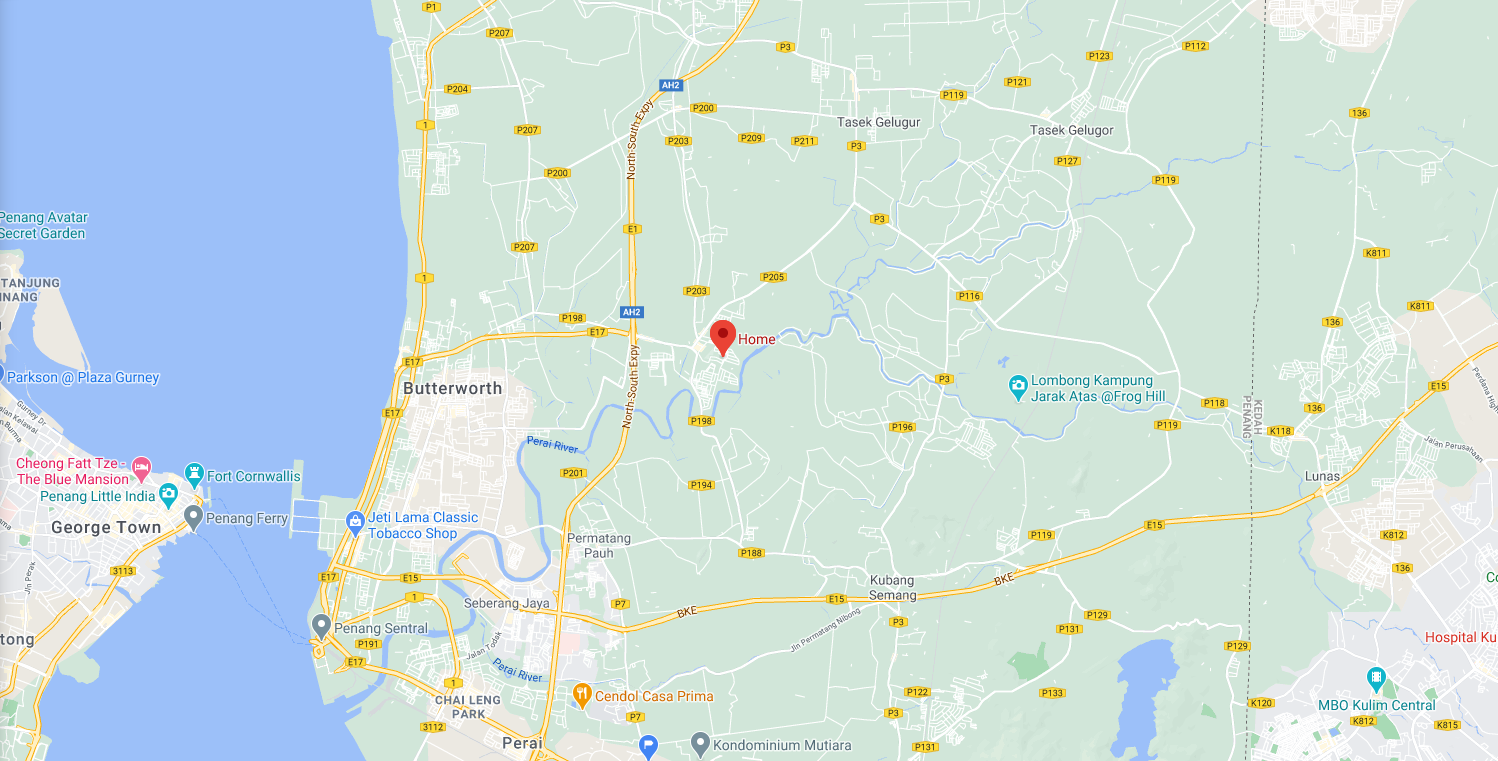 P1
P207
P3
P123
P112
AH2
P204
P121
P119
136
P200
North-South Expy
Tasek Gelugur
Tasek Gelugor
1
P207
P203
P209
P211
P3
P127
P200
P119
Penang Avatar
Secret Garden
P3
E1
P207
K811
TANJUNG
1
P203
P205
P116
K811
AH2
P198
E17
136
Home
E17
North-South Expy
Parkson @ Plaza Gurney
Butterworth
P3
Lombong Kampung
Jarak Atas @Frog Hill
E15
Perdana High
E17
Gurney Dr
P118
KEDAH
PENANG
136
P198
P196
P119
K118
Jalan Perusahaan
Perai River
Cheong Fatt Tze -
The Blue Mansion
Fort Cornwallis
P201
Lunas
Penang Little India
P194
George Town
Penang Ferry
Jeti Lama Classic
Tobacco Shop
E15
Permatang
Pauh
P119
K812
P188
3113
Jln Perak
E17
E15
Kubang
Semang
BKE
136
1
Seberang Jaya
P7
BKE
E15
Penang Sentral
P3
P129
P131
tong
P191
Jalan Todak
Jln Permatang Nibong
P129
Hospital Ku
E17
Perai River
1
Cendol Casa Prima
P122
P133
CHAI LENG
PARK
K120
MBO Kulim Central
3112
P7
P3
K812
K815
Perai
Kondominium Mutiara
P131